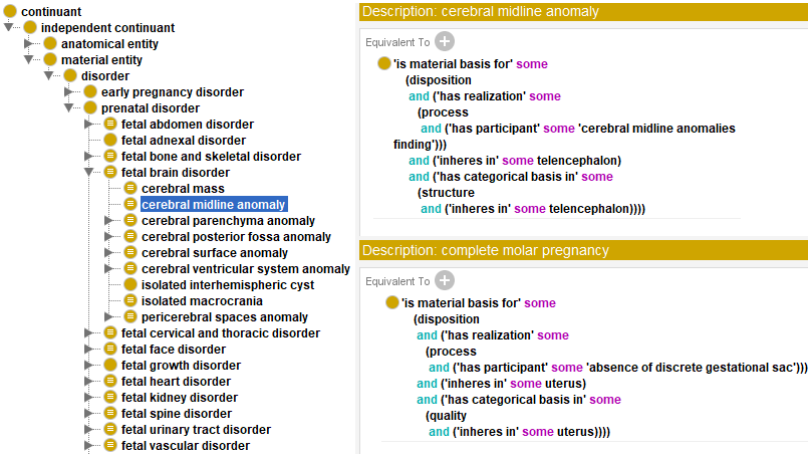 continuant
independent continuant
anatomical entity
material entity
disorder
early pregnancy disorder
prenatal disorder
fetal abdomen disorder
fetal adnexal disorder
fetal bone and skeletal disorder
fetal brain disorder
cerebral mass
cerebral midline anomaly
cerebral parenchyma anomaly
cerebral posterior fossa anomaly
cerebral surface anomaly
cerebral ventricular system anomaly
isolated interhemispheric cyst
isolated macrocrania
pericerebral spaces anomaly
fetal cervical and thoracic disorder
fetal face disorder
fetal growth disorder
fetal heart disorder
fetal kidney disorder
fetal spine disorder
fetal urinary tract disorder
fetal vascular disorder
Description: cerebral midline anomaly
Equivalent To
'is material basis for' some
(disposition
and ('has realization' some
(process
and ('has participant' some 'cerebral midline anomalies
finding')))
and ('inheres in' some telencephalon)
and ('has categorical basis in' some
(structure
and ('inheres in' some telencephalon))))
Description: complete molar pregnancy
Equivalent To
'is material basis for' some
(disposition
and ('has realization' some
(process
and ('has participant' some 'absence of discrete gestational sac')))
and ('inheres in' some uterus)
and ('has categorical basis in' some
(quality
and ('inheres in' some uterus))))